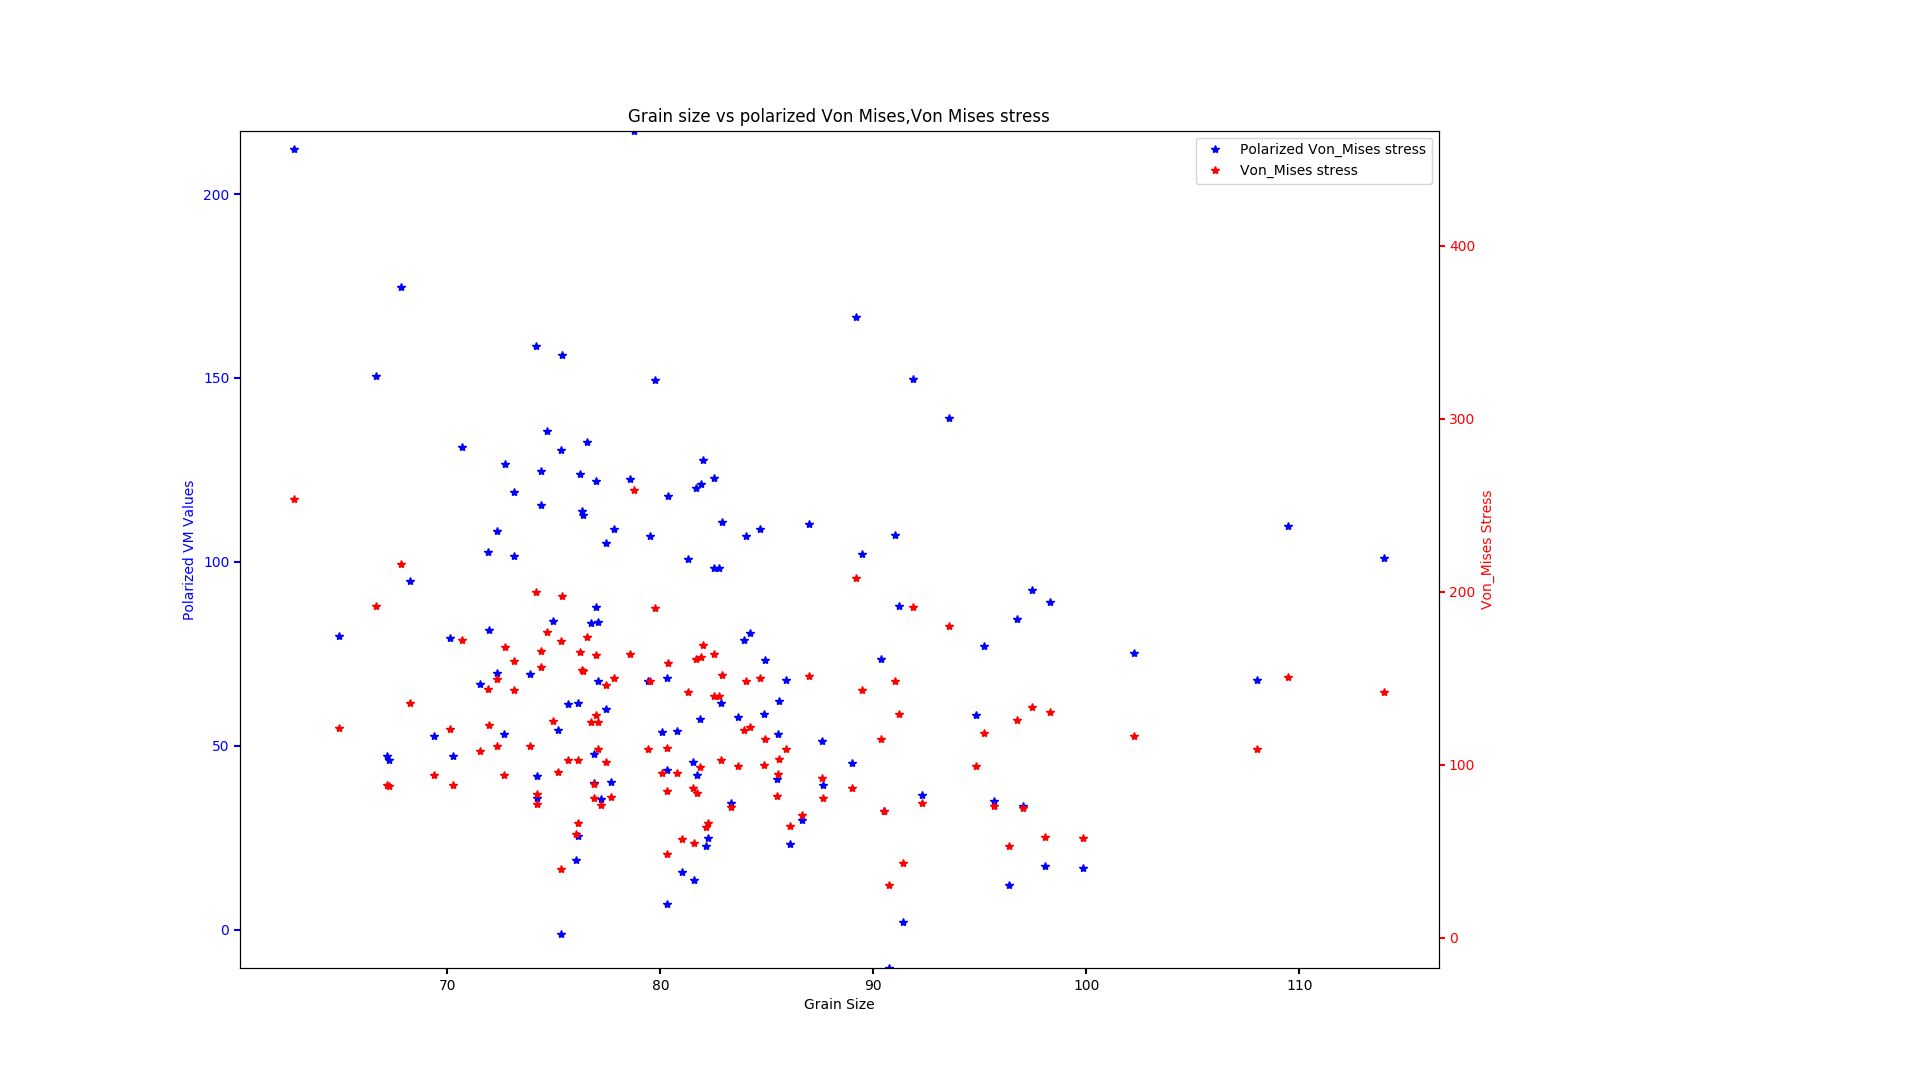 Grain size vs polarized Von Mises,Von Mises stress
Polarized Von_Mises stress
Von_Mises stress
Polarized VM Values
200
150
100
50
0
400
300
200
100
0
Von_Mises Stress
70 80 90 100 110
Grain Size